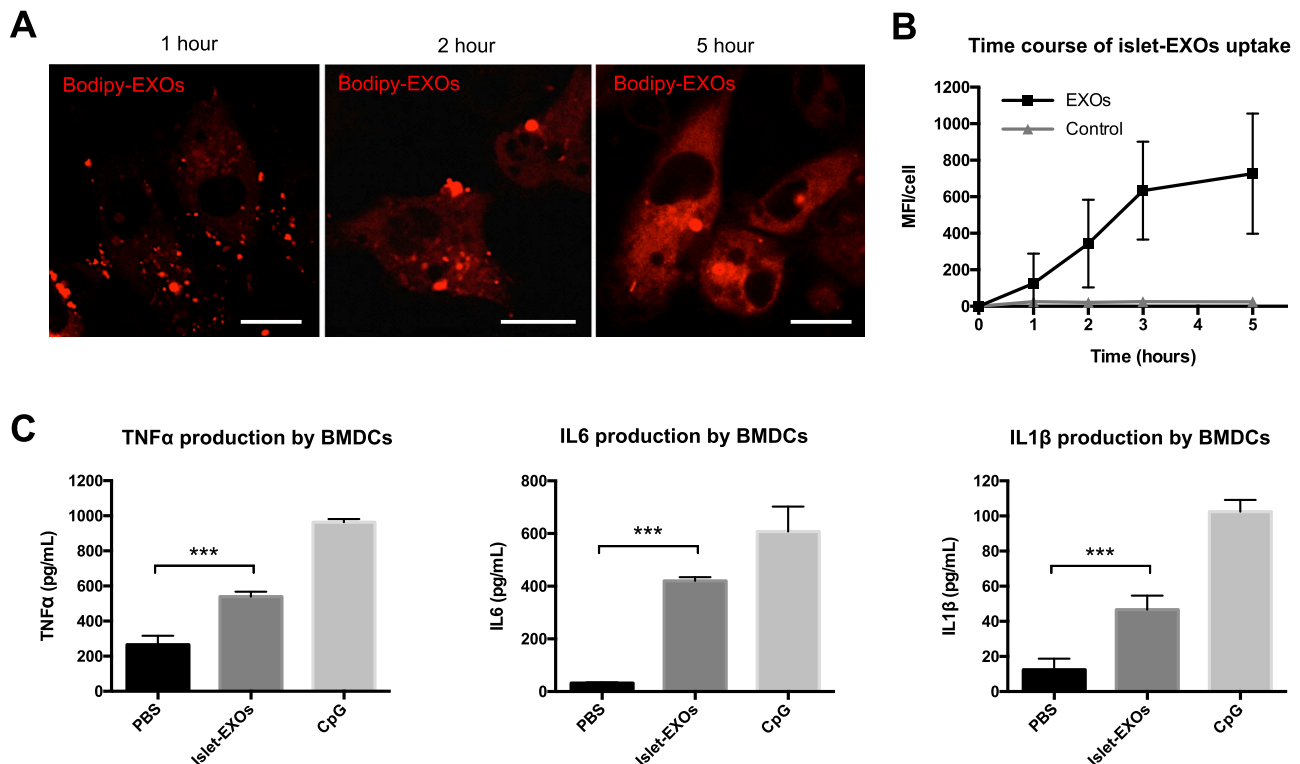 A
1 hour
2 hour
5 hour
Bodipy-EXOs
Bodipy-EXOs
Bodipy-EXOs
B
Time course of islet-EXOs uptake
1200
1000
800
600
400
200
0
MFI/cell
EXOs
Control
0
1
2
3
4
5
Time (hours)
C
TNFα production by BMDCs
1200
1000
800
600
400
200
0
TNFα (pg/mL)
***
PBS
Islet-EXOs
CpG
IL6 production by BMDCs
800
600
400
200
0
IL6 (pg/mL)
***
PBS
Islet-EXOs
CpG
IL1β production by BMDCs
120
100
80
60
40
20
0
IL1β (pg/mL)
***
PBS
Islet-EXOs
CpG